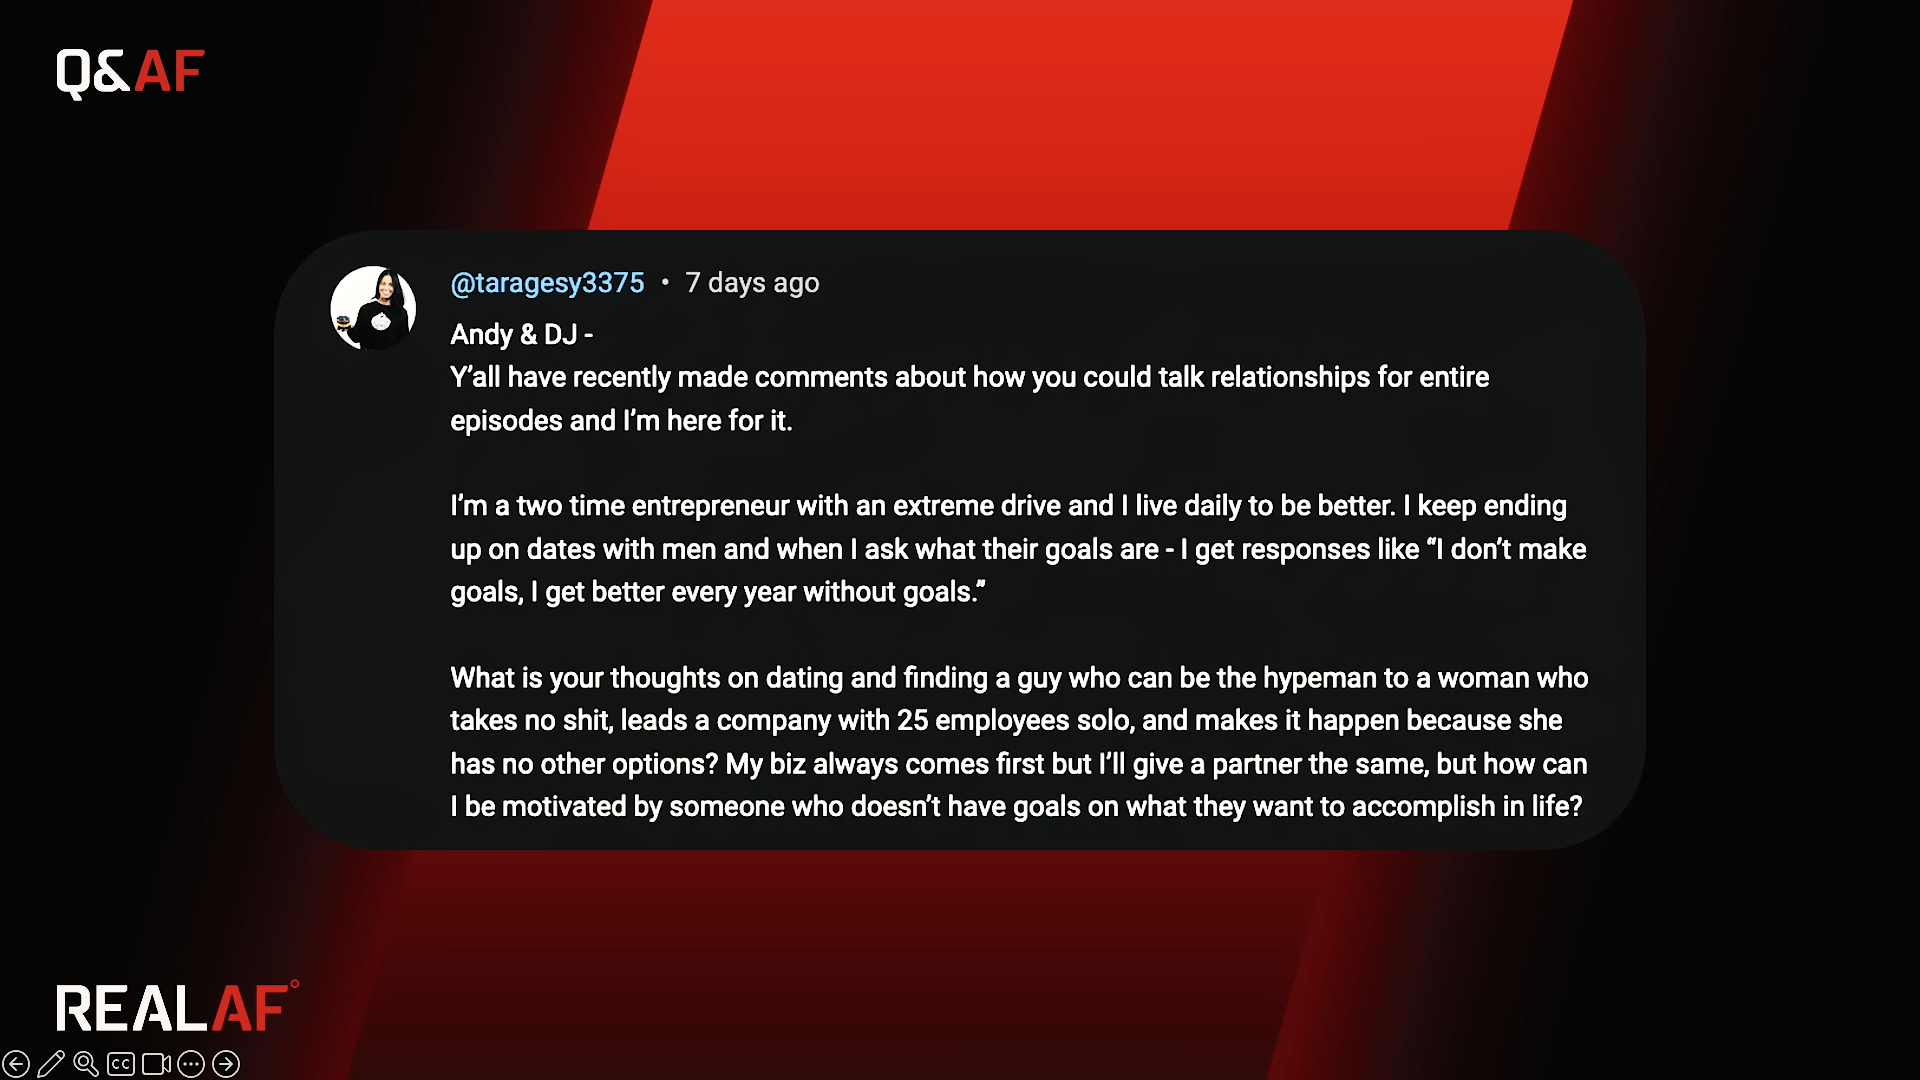 Q&AF
@taragesy3375 • 7 days ago
Andy & DJ -
Y’all have recently made comments about how you could talk relationships for entire
episodes and I’m here for it.
I’m a two time entrepreneur with an extreme drive and I live daily to be better. I keep ending
up on dates with men and when I ask what their goals are - I get responses like “I don’t make
goals, I get better every year without goals.”
What is your thoughts on dating and finding a guy who can be the hypeman to a woman who
takes no shit, leads a company with 25 employees solo, and makes it happen because she
has no other options? My biz always comes first but I’ll give a partner the same, but how can
I be motivated by someone who doesn’t have goals on what they want to accomplish in life?
REALAF
CC